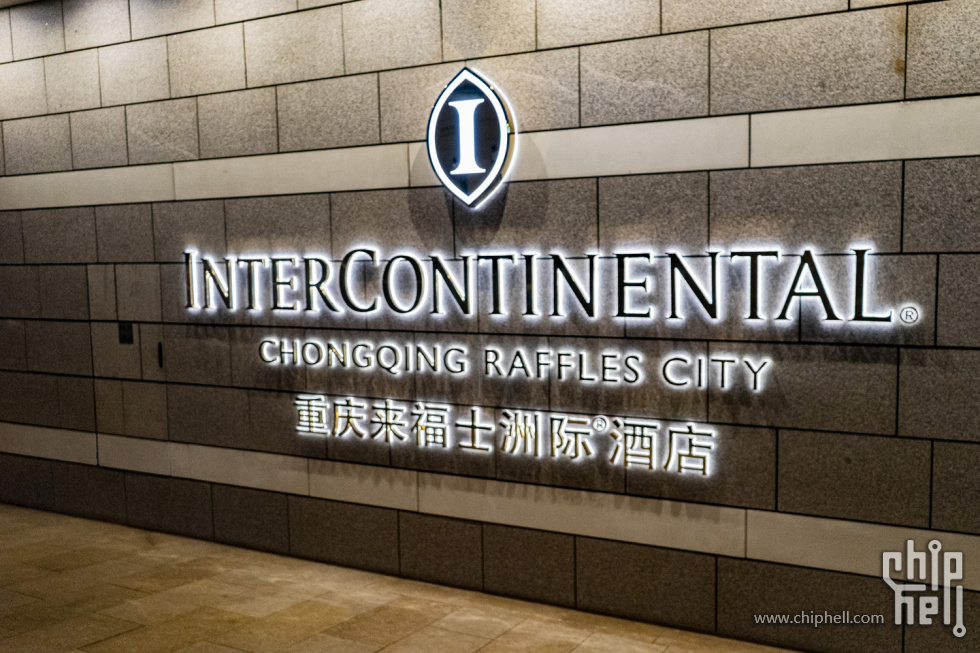 I
INTERCONTINENTAL®
CHONGQING RAFFLES CITY
重庆来福士洲际®酒店
chip
hell
www.chiphell.com